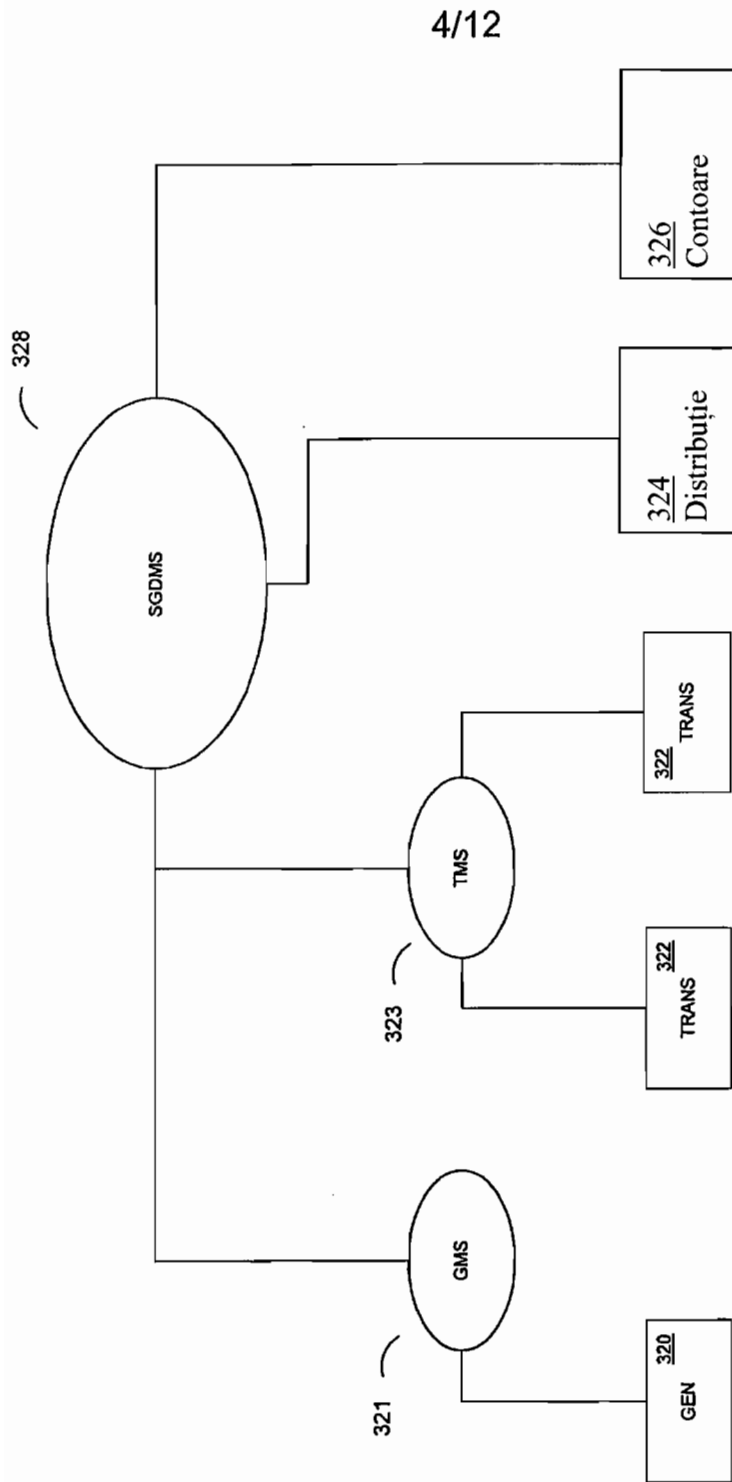 4/12
328
SGDMS
326
Contoare
324
Distribuție
TMS
323
322
TRANS
322
TRANS
GMS
321
320
GEN